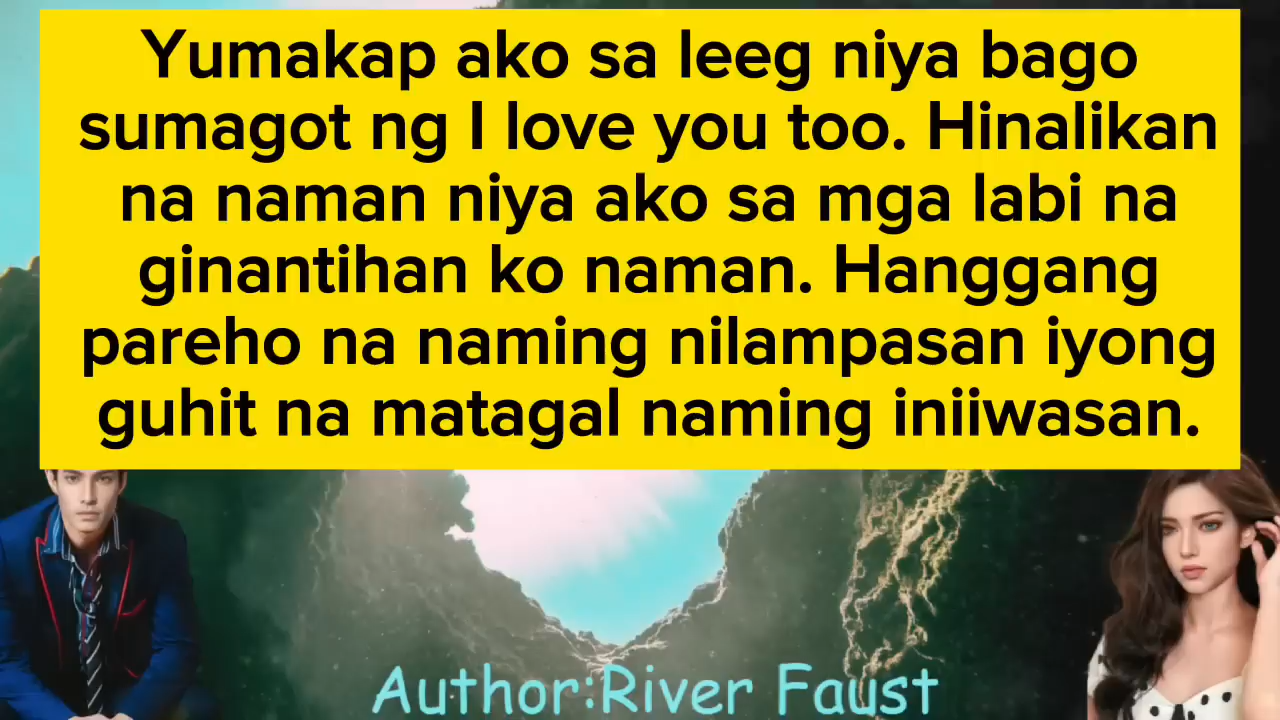 Yumakap ako sa leeg niya bago
sumagot ng I love you too. Hinalikan
na naman niya ako sa mga labi na
ginantihan ko naman. Hanggang
pareho na naming nilampasan iyong
guhit na matagal naming iniiwasan.
Author:River Faust